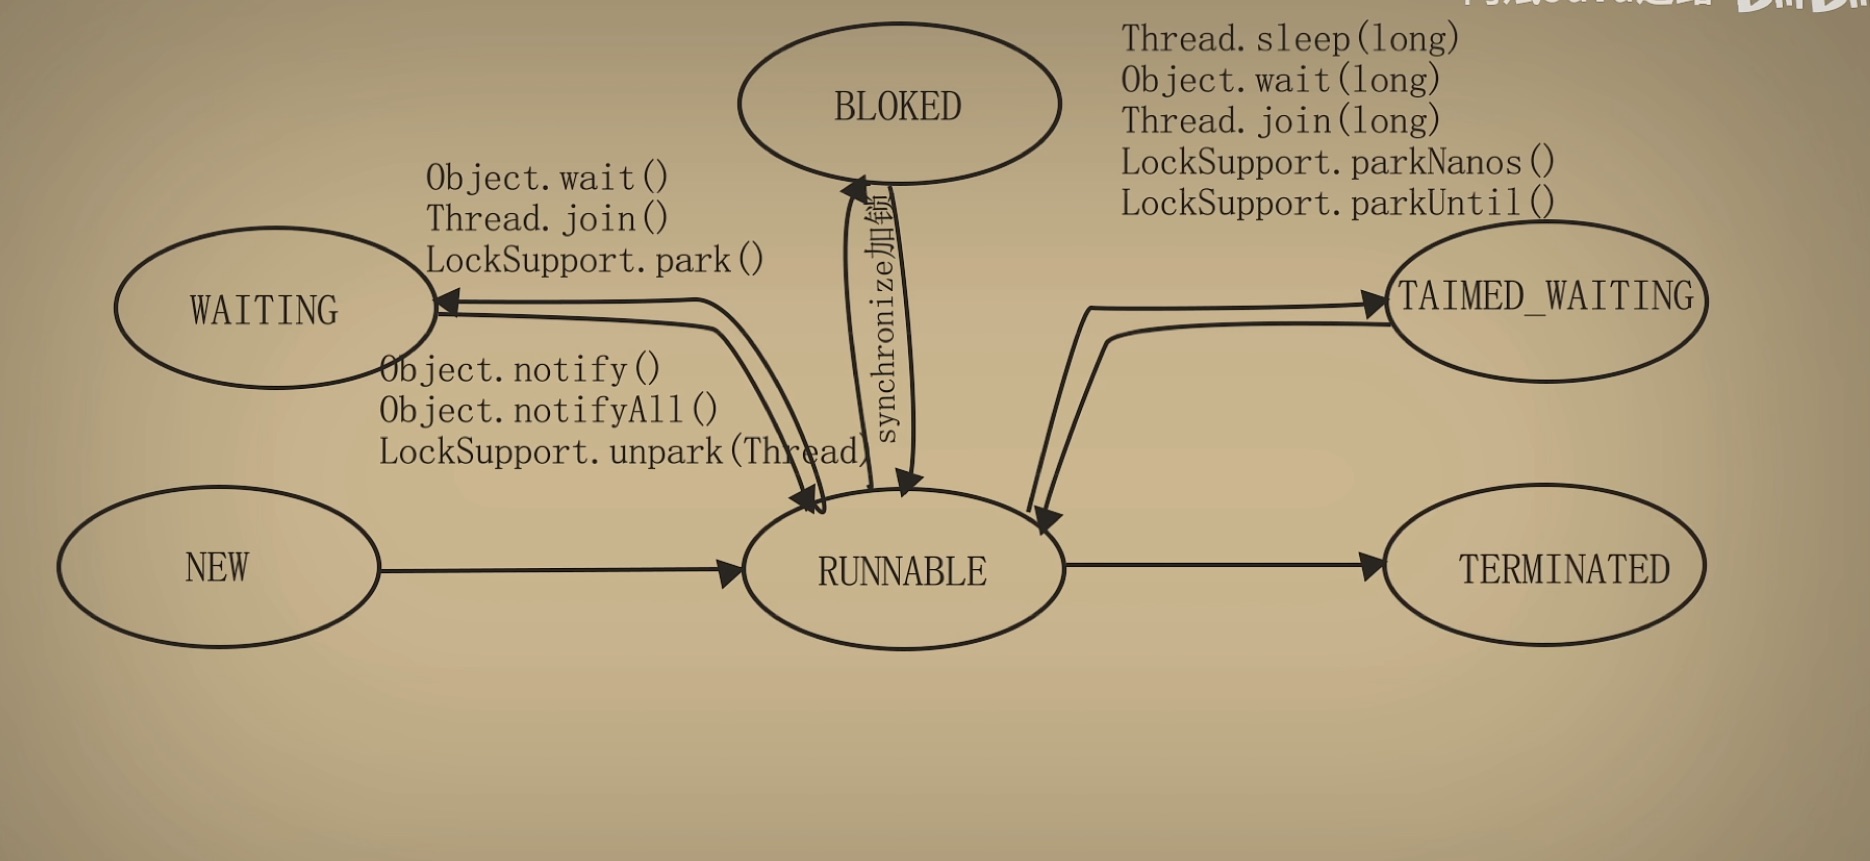 BLOKED
Thread.sleep(long)
Object.wait(long)
Thread.join(long)
LockSupport.parkNanos()
LockSupport.parkUntil()
Object.wait()
Thread.join()
LockSupport.park()
synchronize加锁
WAITING
TAIMED_WAITING
Object.notify()
Object.notifyAll()
LockSupport.unpark(Thread)
NEW
RUNNABLE
TERMINATED